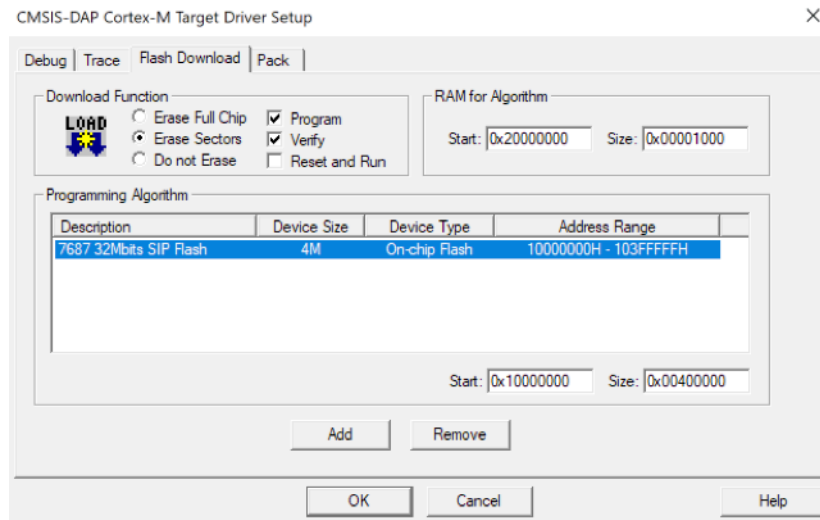 CMSIS-DAP Cortex-M Target Driver Setup
Debug Trace Flash Download Pack
Download Function
LOAD
Erase Full Chip
Erase Sectors
Do not Erase
Program
Verify
Reset and Run
RAM for Algorithm
Start: 0x20000000 Size: 0x00001000
Programming Algorithm
Description Device Size Device Type Address Range
7687 32Mbits SIP Flash 4M On-chip Flash 10000000H - 103FFFFFH
Start: 0x10000000 Size: 0x00400000
Add Remove
OK Cancel Help